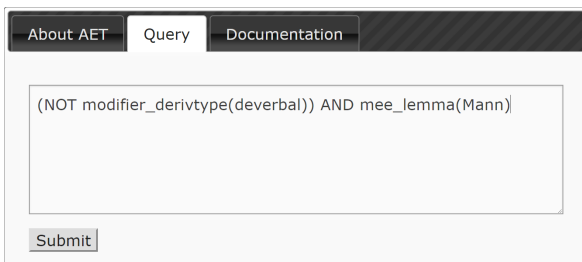 About AET Query Documentation
(NOT modifier_derivtype(deverbal)) AND mee_lemma(Mann)
Submit